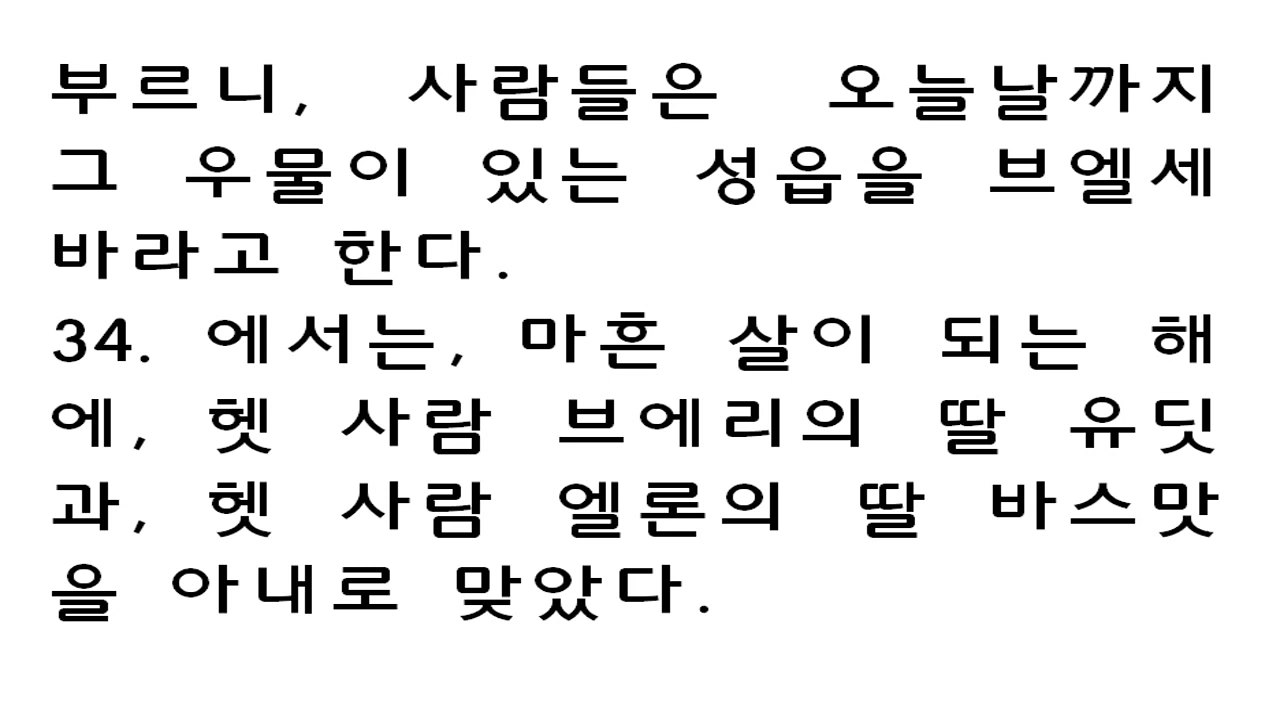 부르니, 사람들은 오늘날까지
그 우물이 있는 성읍을 브엘세
바라고 한다.
34. 에서는, 마흔 살이 되는 해
에, 헷 사람 브에리의 딸 유딧
과, 헷 사람 엘론의 딸 바스맛
을 아내로 맞았다.